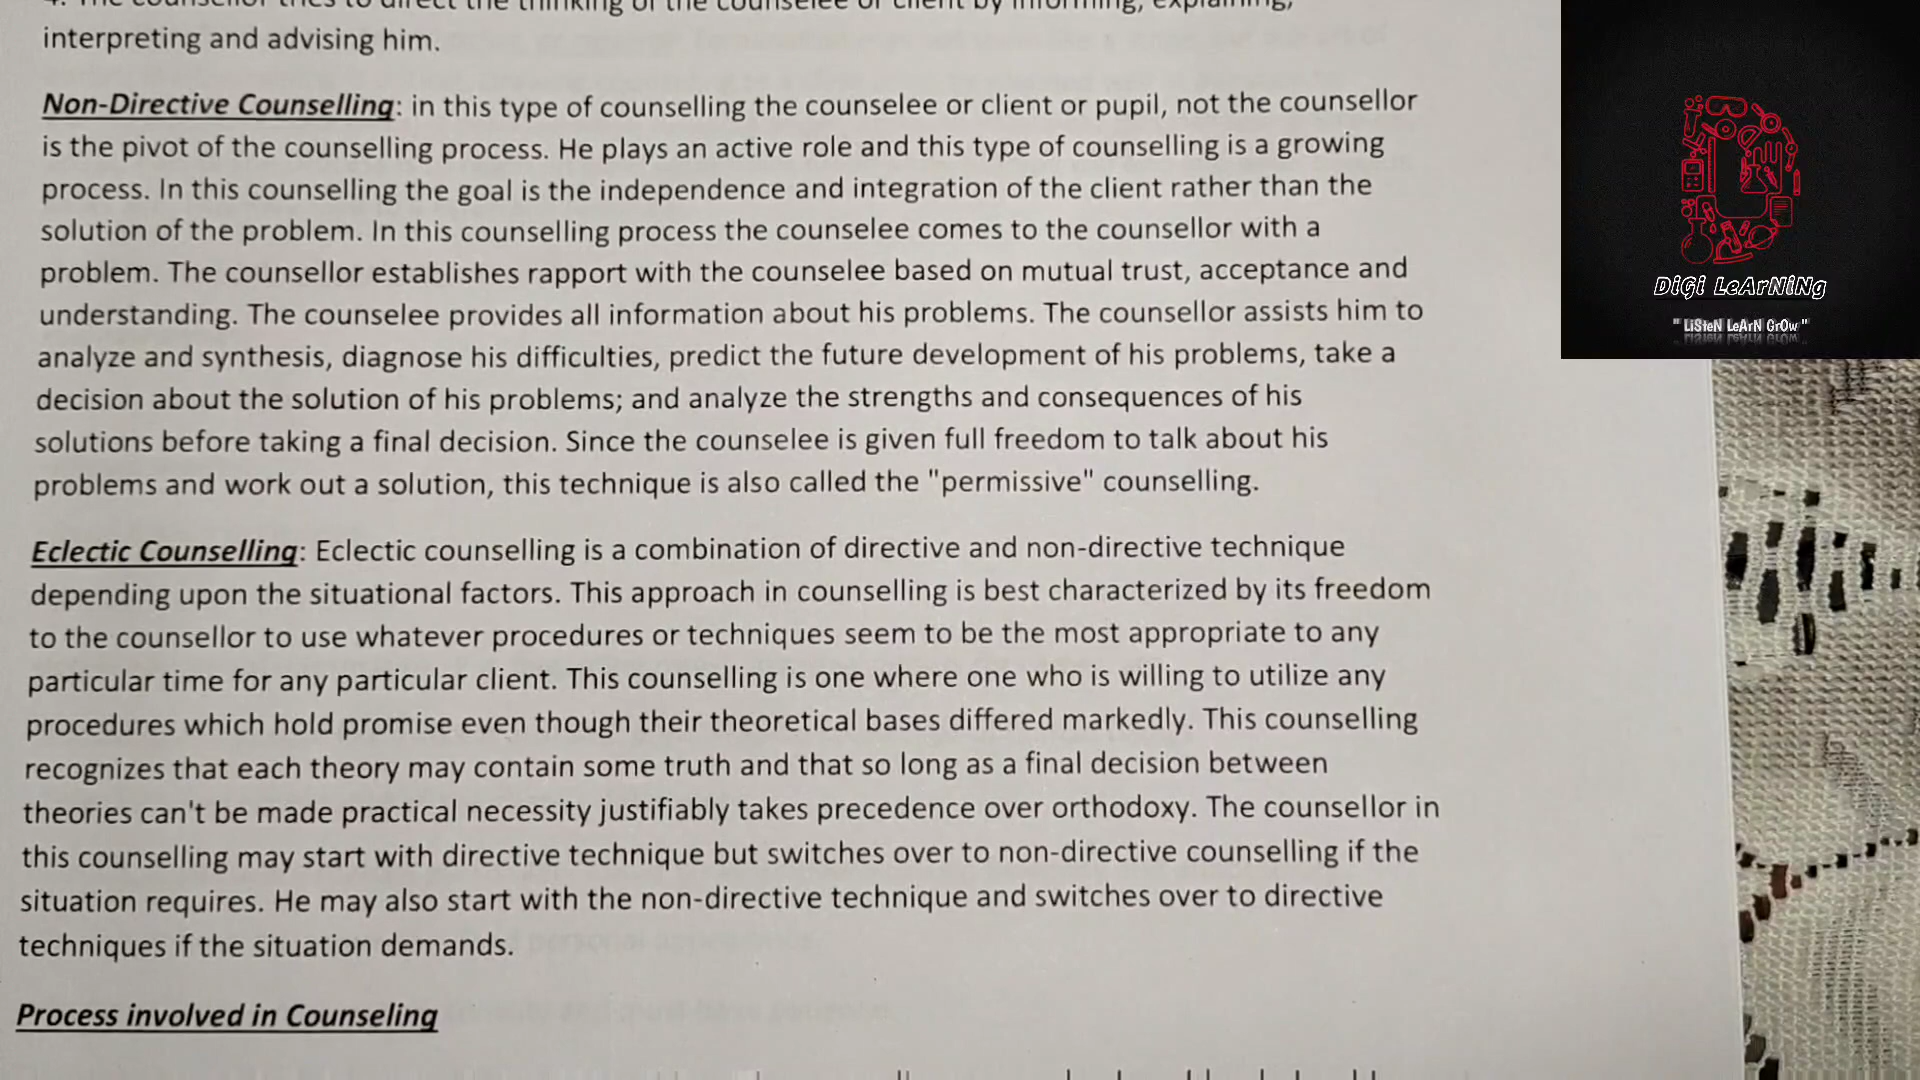 4. The counsellor tries to direct the thinking of the counselee or client by informing, explaining,
interpreting and advising him.
Non-Directive Counselling: in this type of counselling the counselee or client or pupil, not the counsellor
is the pivot of the counselling process. He plays an active role and this type of counselling is a growing
process. In this counselling the goal is the independence and integration of the client rather than the
solution of the problem. In this counselling process the counselee comes to the counsellor with a
problem. The counsellor establishes rapport with the counselee based on mutual trust, acceptance and
understanding. The counselee provides all information about his problems. The counsellor assists him to
analyze and synthesis, diagnose his difficulties, predict the future development of his problems, take a
decision about the solution of his problems; and analyze the strengths and consequences of his
solutions before taking a final decision. Since the counselee is given full freedom to talk about his
problems and work out a solution, this technique is also called the "permissive" counselling.
Eclectic Counselling: Eclectic counselling is a combination of directive and non-directive technique
depending upon the situational factors. This approach in counselling is best characterized by its freedom
to the counsellor to use whatever procedures or techniques seem to be the most appropriate to any
particular time for any particular client. This counselling is one where one who is willing to utilize any
procedures which hold promise even though their theoretical bases differed markedly. This counselling
recognizes that each theory may contain some truth and that so long as a final decision between
theories can't be made practical necessity justifiably takes precedence over orthodoxy. The counsellor in
this counselling may start with directive technique but switches over to non-directive counselling if the
situation requires. He may also start with the non-directive technique and switches over to directive
techniques if the situation demands.
Process involved in Counseling
DiGi LeArNiNg
"LiSteN LeArN GrOw"